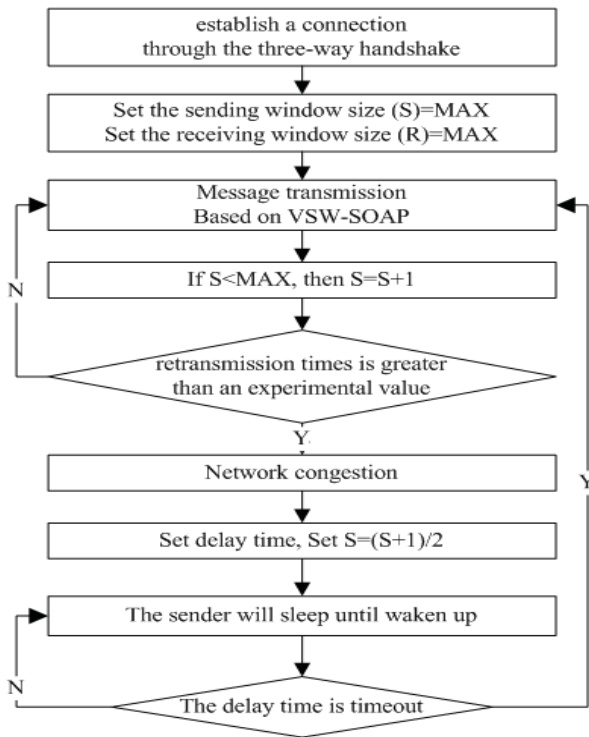 establish a connection
through the three-way handshake
Set the sending window size (S)=MAX
Set the receiving window size (R)=MAX
Message transmission
Based on VSW-SOAP
If S<MAX, then S=S+1
N
retransmission times is greater
than an experimental value
Y
Network congestion
Y
Set delay time, Set S=(S+1)/2
The sender will sleep until waken up
N
The delay time is timeout